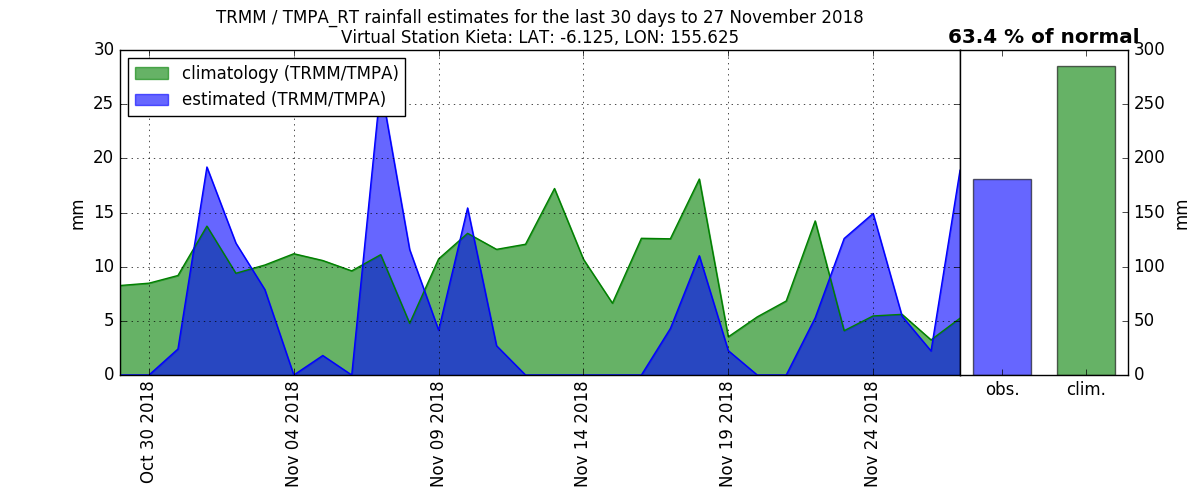 TRMM / TMPA_RT rainfall estimates for the last 30 days to 27 November 2018
Virtual Station Kieta: LAT: -6.125, LON: 155.625
63.4 % of normal
climatology (TRMM/TMPA)
estimated (TRMM/TMPA)
30
25
20
15
10
5
0
mm
Oct 30 2018
Nov 04 2018
Nov 09 2018
Nov 14 2018
Nov 19 2018
Nov 24 2018
obs.
clim.
300
250
200
150
100
50
0
mm